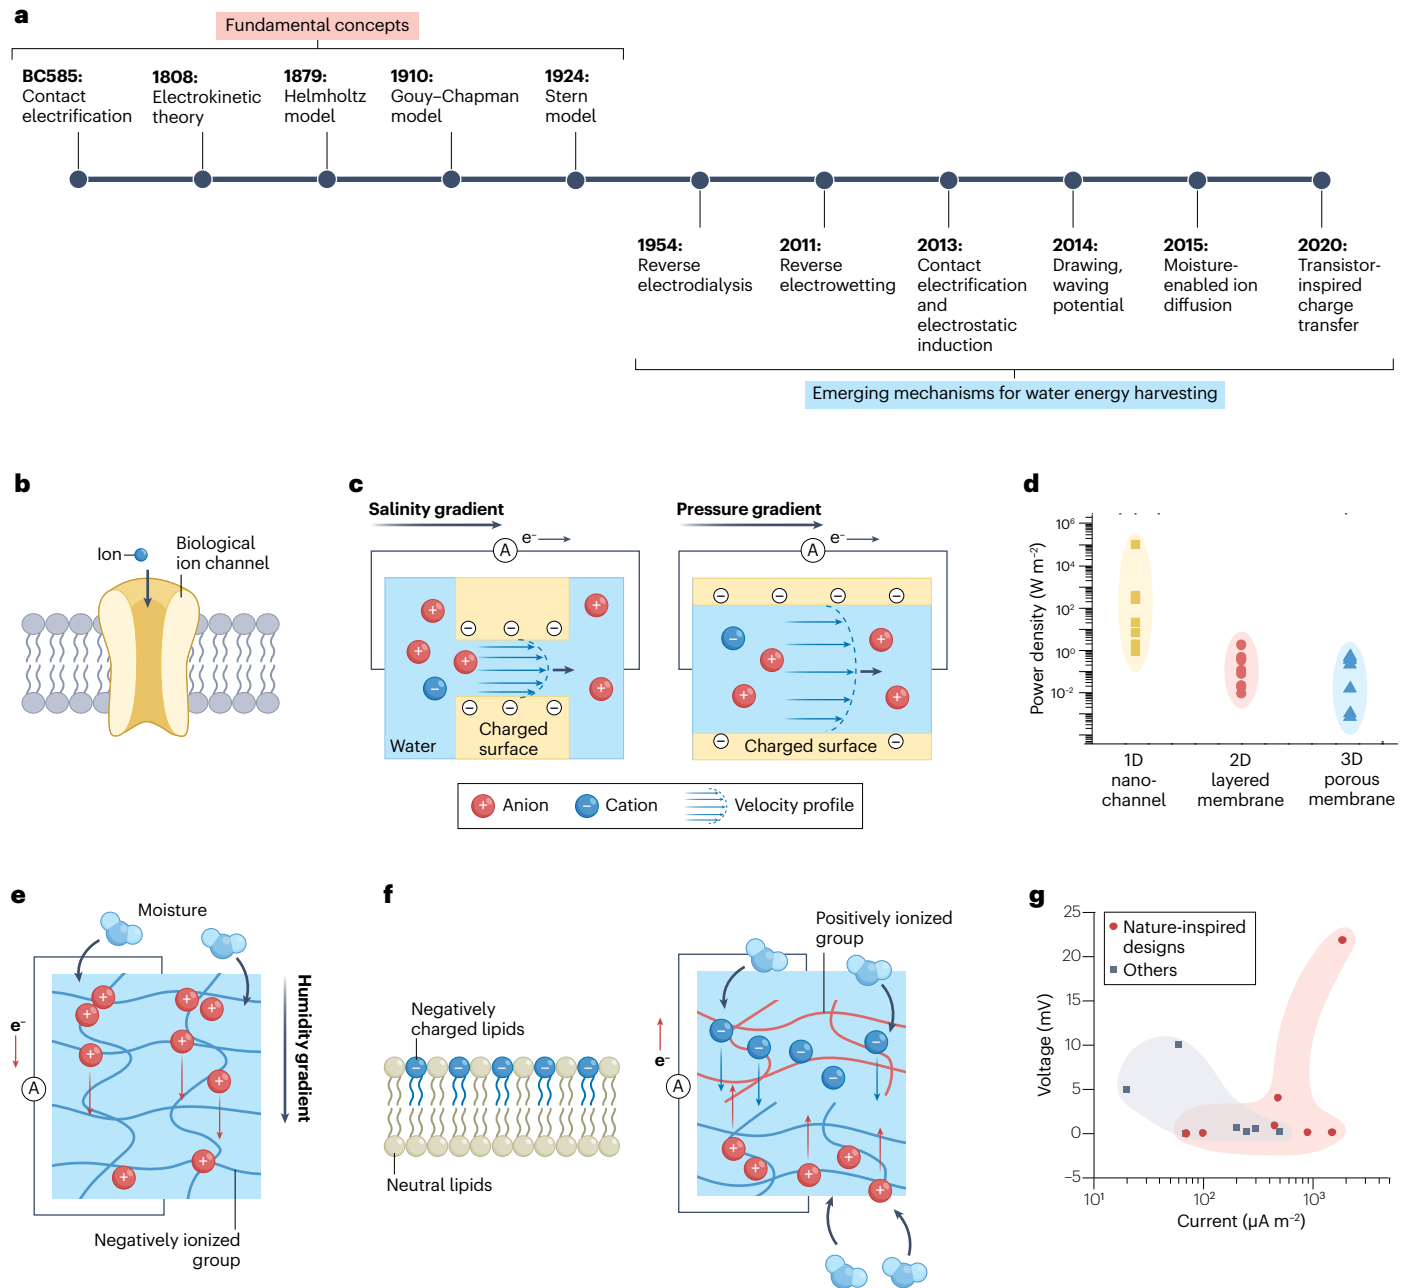 a
Fundamental concepts
BC585:
Contact
electrification
1808:
Electrokinetic
theory
1879:
Helmholtz
model
1910:
Gouy–Chapman
model
1924:
Stern
model
1954:
Reverse
electrodialysis
2011:
Reverse
electrowetting
2013:
Contact
electrification
and
electrostatic
induction
2014:
Drawing,
waving
potential
2015:
Moisture-
enabled ion
diffusion
2020:
Transistor-
inspired
charge
transfer
Emerging mechanisms for water energy harvesting
b
Ion
Biological
ion channel
c
Salinity gradient
e⁻
A
+
+
+
+
+
−
−
−
−
−
−
−
Water
Charged
surface
Pressure gradient
e⁻
A
−
−
−
−
−
+
+
+
+
−
−
Charged surface
+ Anion
− Cation
Velocity profile
d
Power density (W m⁻²)
10⁶
10⁴
10²
10⁰
10⁻²
1D
nano-
channel
2D
layered
membrane
3D
porous
membrane
e
Moisture
e⁻
A
+
+
+
+
+
+
+
+
+
Humidity gradient
Negatively ionized
group
f
Negatively
charged lipids
−
−
−
−
−
Neutral lipids
Positively ionized
group
e⁻
A
−
−
−
−
−
+
+
+
+
+
g
Voltage (mV)
25
20
15
10
5
0
−5
Nature-inspired
designs
Others
10¹
10²
10³
Current (µA m⁻²)